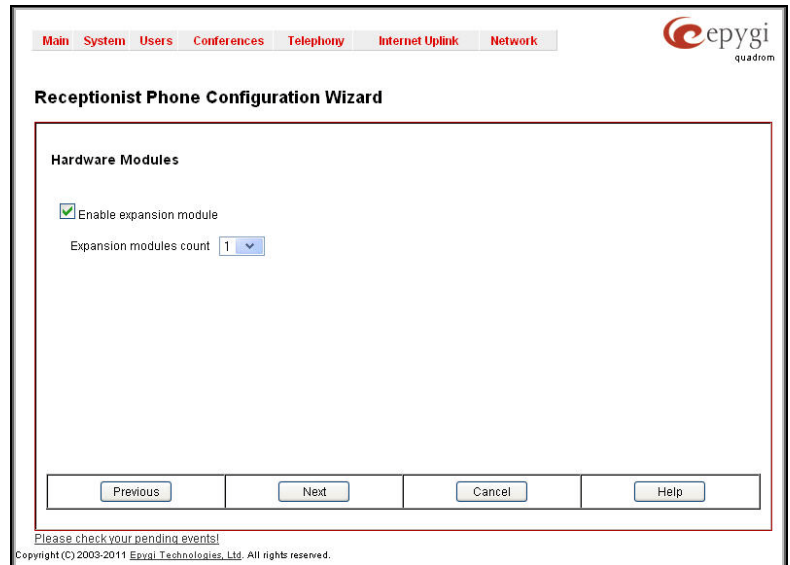 Main System Users Conferences Telephony Internet Uplink Network
epygi
quadrom
Receptionist Phone Configuration Wizard
Hardware Modules
Enable expansion module
Expansion modules count 1
Previous Next Cancel Help
Please check your pending events!
Copyright (C) 2003-2011 Epygi Technologies, Ltd. All rights reserved.